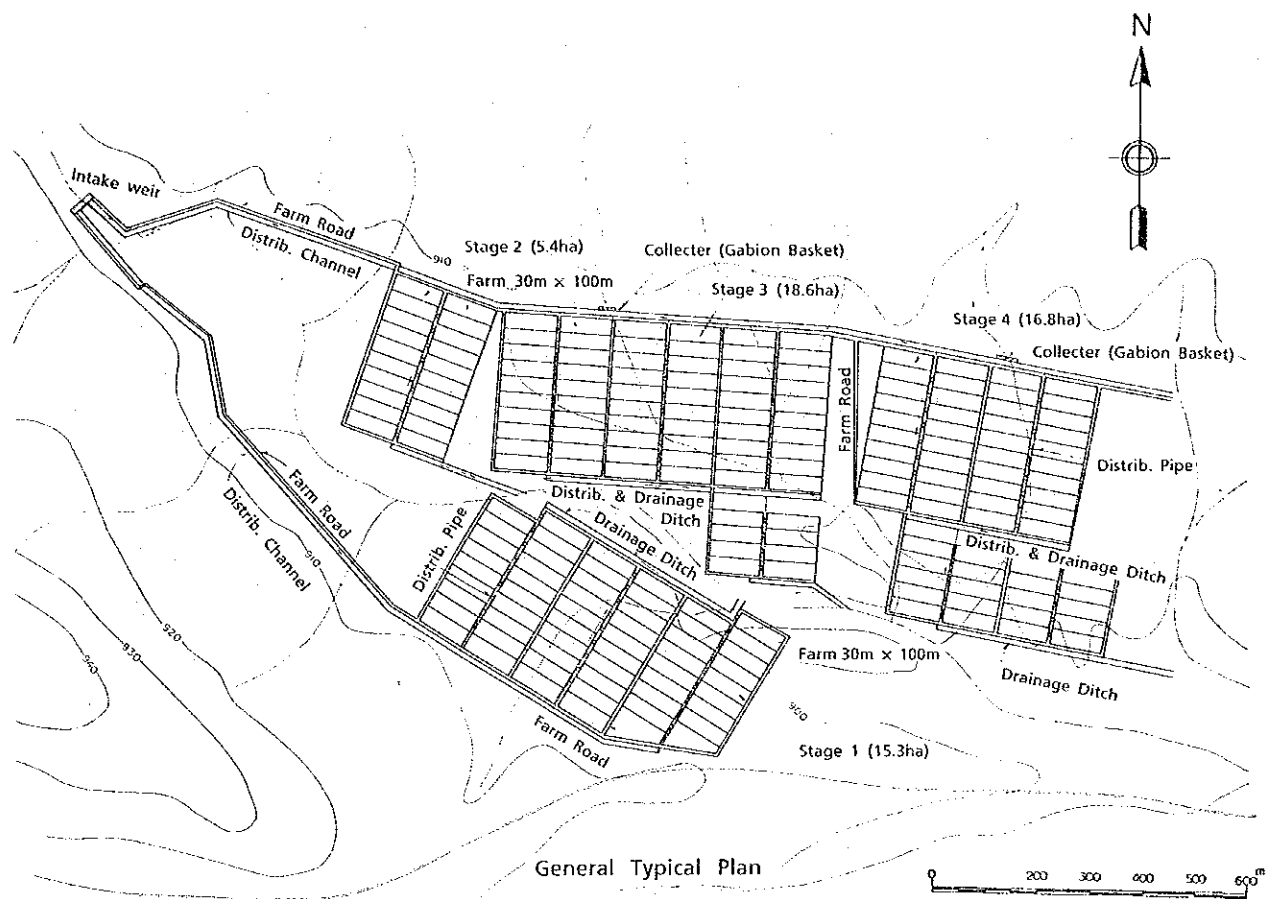 N
Intake weir
Farm Road
Distrib. Channel
910
Stage 2 (5.4ha)
Farm 30m × 100m
Collecter (Gabion Basket)
Stage 3 (18.6ha)
Stage 4 (16.8ha)
Collecter (Gabion Basket)
Farm Road
Distrib. Pipe
Distrib. & Drainage
Ditch
Drainage Ditch
Distrib. Pipe
Farm Road
Distrib. Channel
910
920
930
Distrib. & Drainage Ditch
Farm 30m × 100m
Drainage Ditch
900
Farm Road
Stage 1 (15.3ha)
General Typical Plan
0 200 300 400 500 600m